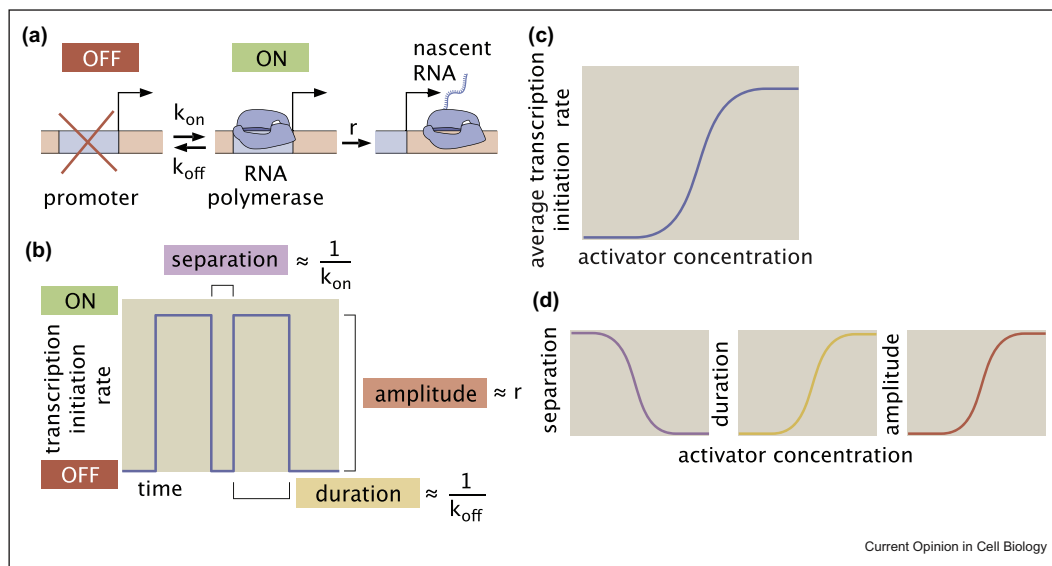 (a)
OFF
ON
nascent
RNA
k_on
k_off
r
promoter
RNA
polymerase
(b)
separation ≈ 1/k_on
ON
transcription
initiation
rate
OFF
amplitude ≈ r
time
duration ≈ 1/k_off
(c)
average transcription
initiation rate
activator concentration
(d)
separation
duration
amplitude
activator concentration
Current Opinion in Cell Biology